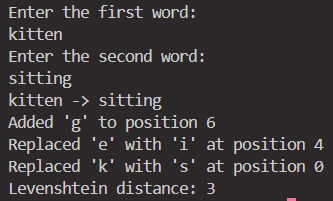 Enter the first word:
kitten
Enter the second word:
sitting
kitten -> sitting
Added 'g' to position 6
Replaced 'e' with 'i' at position 4
Replaced 'k' with 's' at position 0
Levenshtein distance: 3